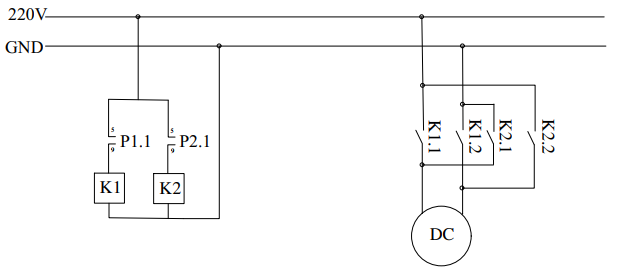 220V
GND
5
P1.1
9
5
P2.1
9
K1
K2
K1.1
K1.2
K2.1
K2.2
DC